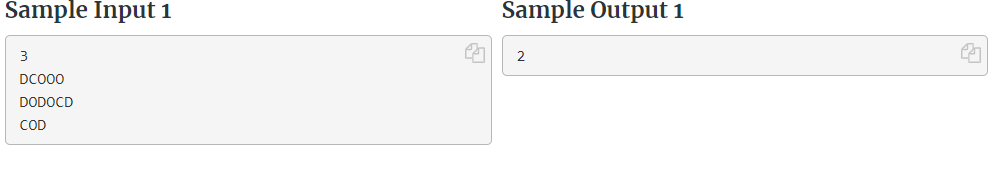 Sample Input 1
3
DCOOO
DODOCD
COD
Sample Output 1
2